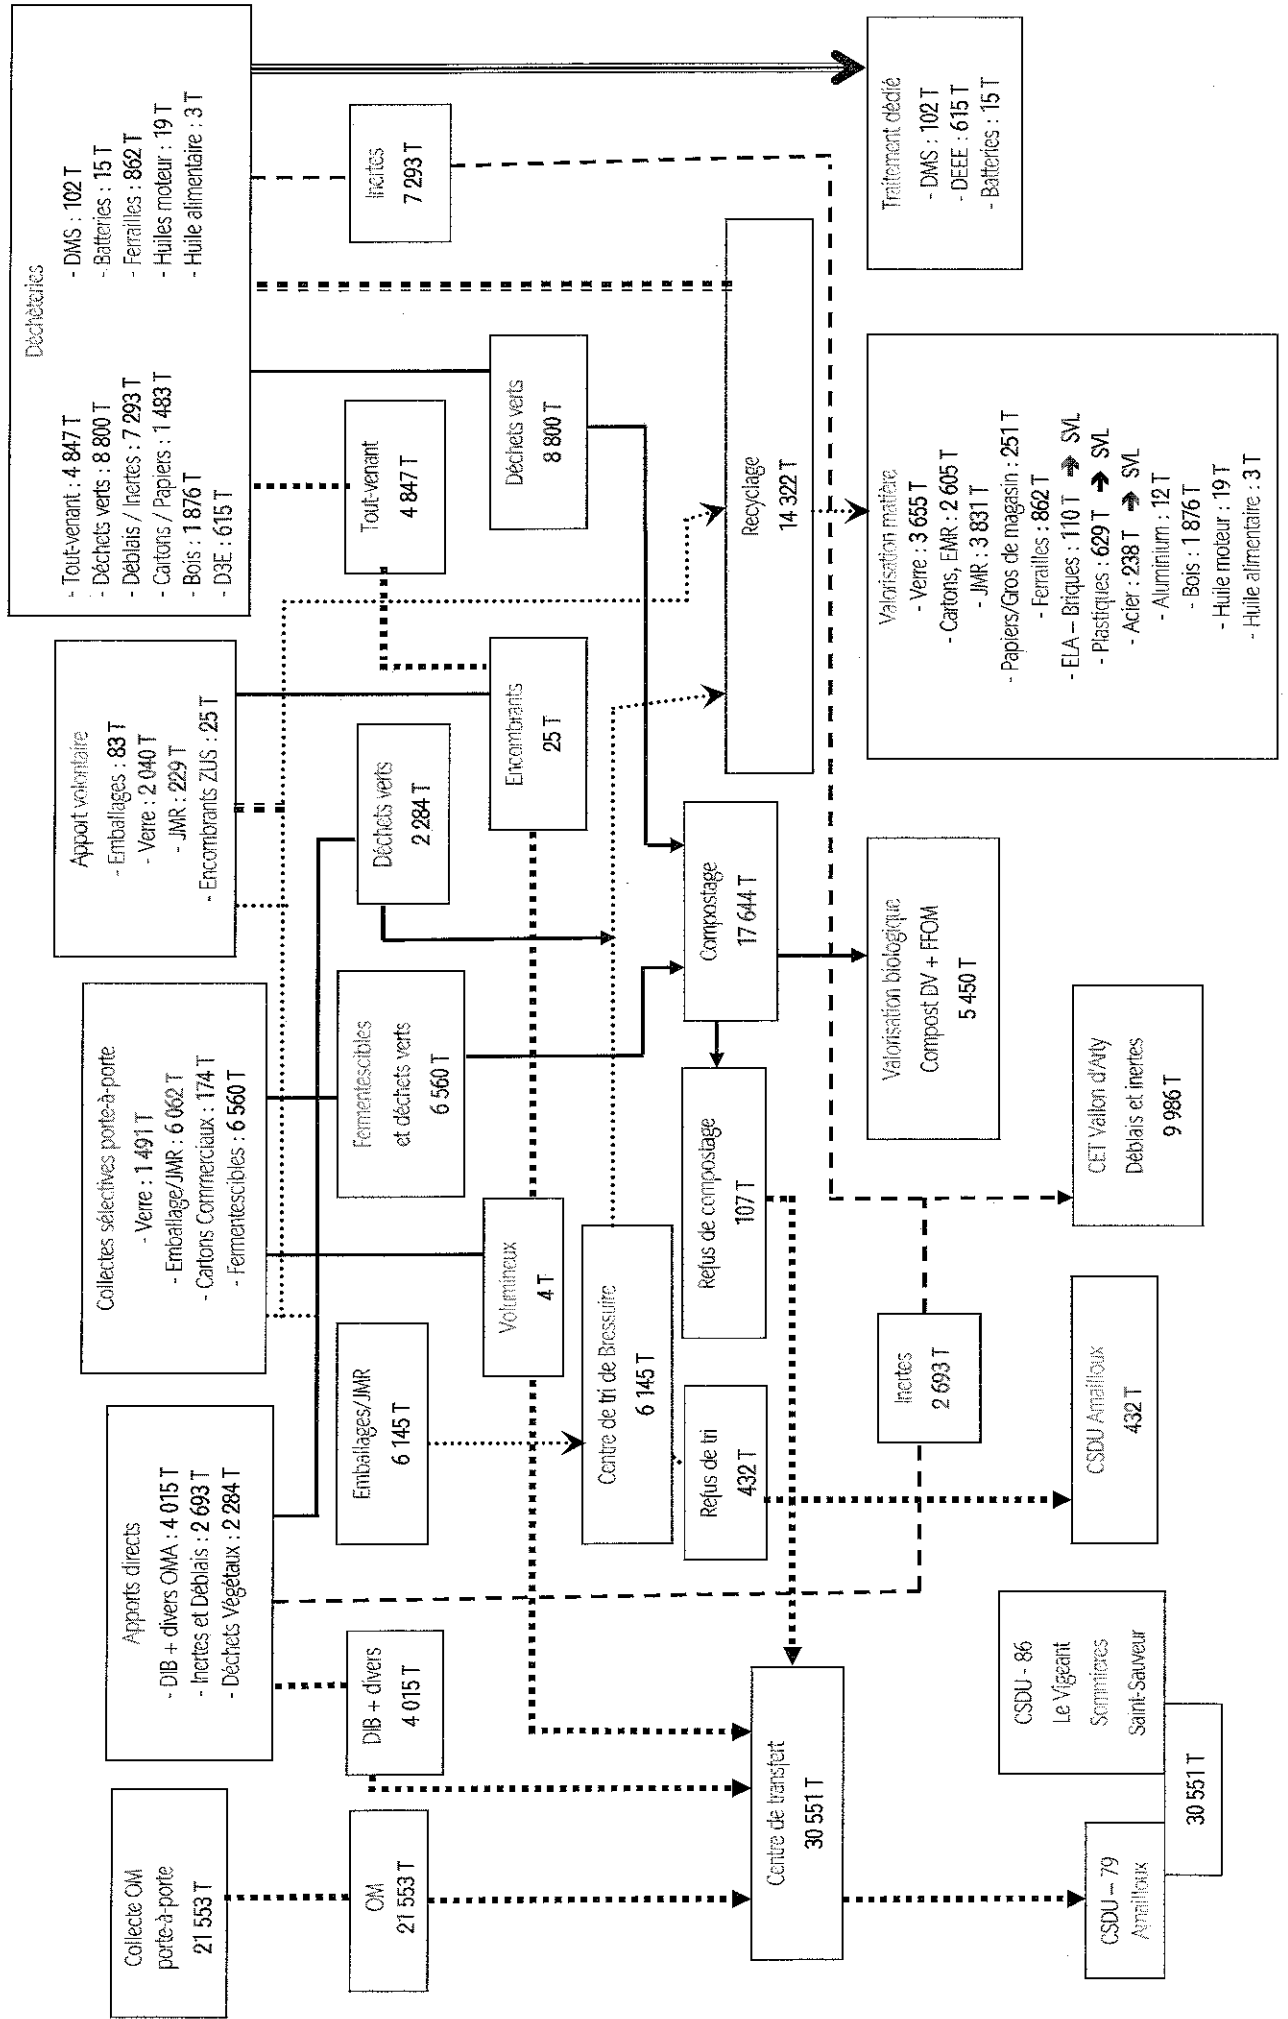 Collecte OM
porte-à-porte
21 553 T
Apports directs
- DIB + divers OMA : 4 015 T
- Inertes et Déblais : 2 693 T
- Déchets Végétaux : 2 284 T
Collectes sélectives porte-à-porte
- Verre : 1 491 T
- Emballage/JMR : 6 062 T
- Cartons Commerciaux : 174 T
- Fermentescibles : 6 560 T
Apport volontaire
- Emballages : 83 T
- Verre : 2 040 T
- JMR : 229 T
- Encombrants ZUS : 25 T
Déchèteries
- Tout-venant : 4 847 T
- Déchets verts : 8 800 T
- Déblais / Inertes : 7 293 T
- Cartons / Papiers : 1 483 T
Bois : 1 876 T
D3E : 615 T
- DMS : 102 T
- Batteries : 15 T
- Ferrailles : 862 T
- Huiles moteur : 19 T
- Huile alimentaire : 3 T
OM
21 553 T
DIB + divers
4 015 T
Emballages/JMR
6 145 T
Fermentescibles
et déchets verts
6 560 T
Déchets verts
2 284 T
Tout-venant
4 847 T
Inertes
7 293 T
Volumineux
4 T
Encombrants
25 T
Déchets verts
8 800 T
Centre de tri de Bressuire
6 145 T
Refus de tri
432 T
Refus de compostage
107 T
Compostage
17 644 T
Recyclage
14 322 T
Centre de transfert
30 551 T
Inertes
2 693 T
Valorisation biologique
Compost DV + FFOM
5 450 T
Valorisation matière
- Verre : 3 655 T
- Cartons, EMR : 2 605 T
- JMR : 3 831 T
- Papiers/Gros de magasin : 251 T
- Ferrailles : 862 T
- ELA – Briques : 110 T ➔ SVL
- Plastiques : 629 T ➔ SVL
- Acier : 238 T ➔ SVL
- Aluminium : 12 T
- Bois : 1 876 T
- Huile moteur : 19 T
- Huile alimentaire : 3 T
Traitement dédié
- DMS : 102 T
- DEEE : 615 T
- Batteries : 15 T
CSDU – 79
Amailloux
CSDU - 86
Le Vigeant
Sommières
Saint-Sauveur
30 551 T
CSDU Amailloux
432 T
CET Vallon d'Arty
Déblais et inertes
9 986 T